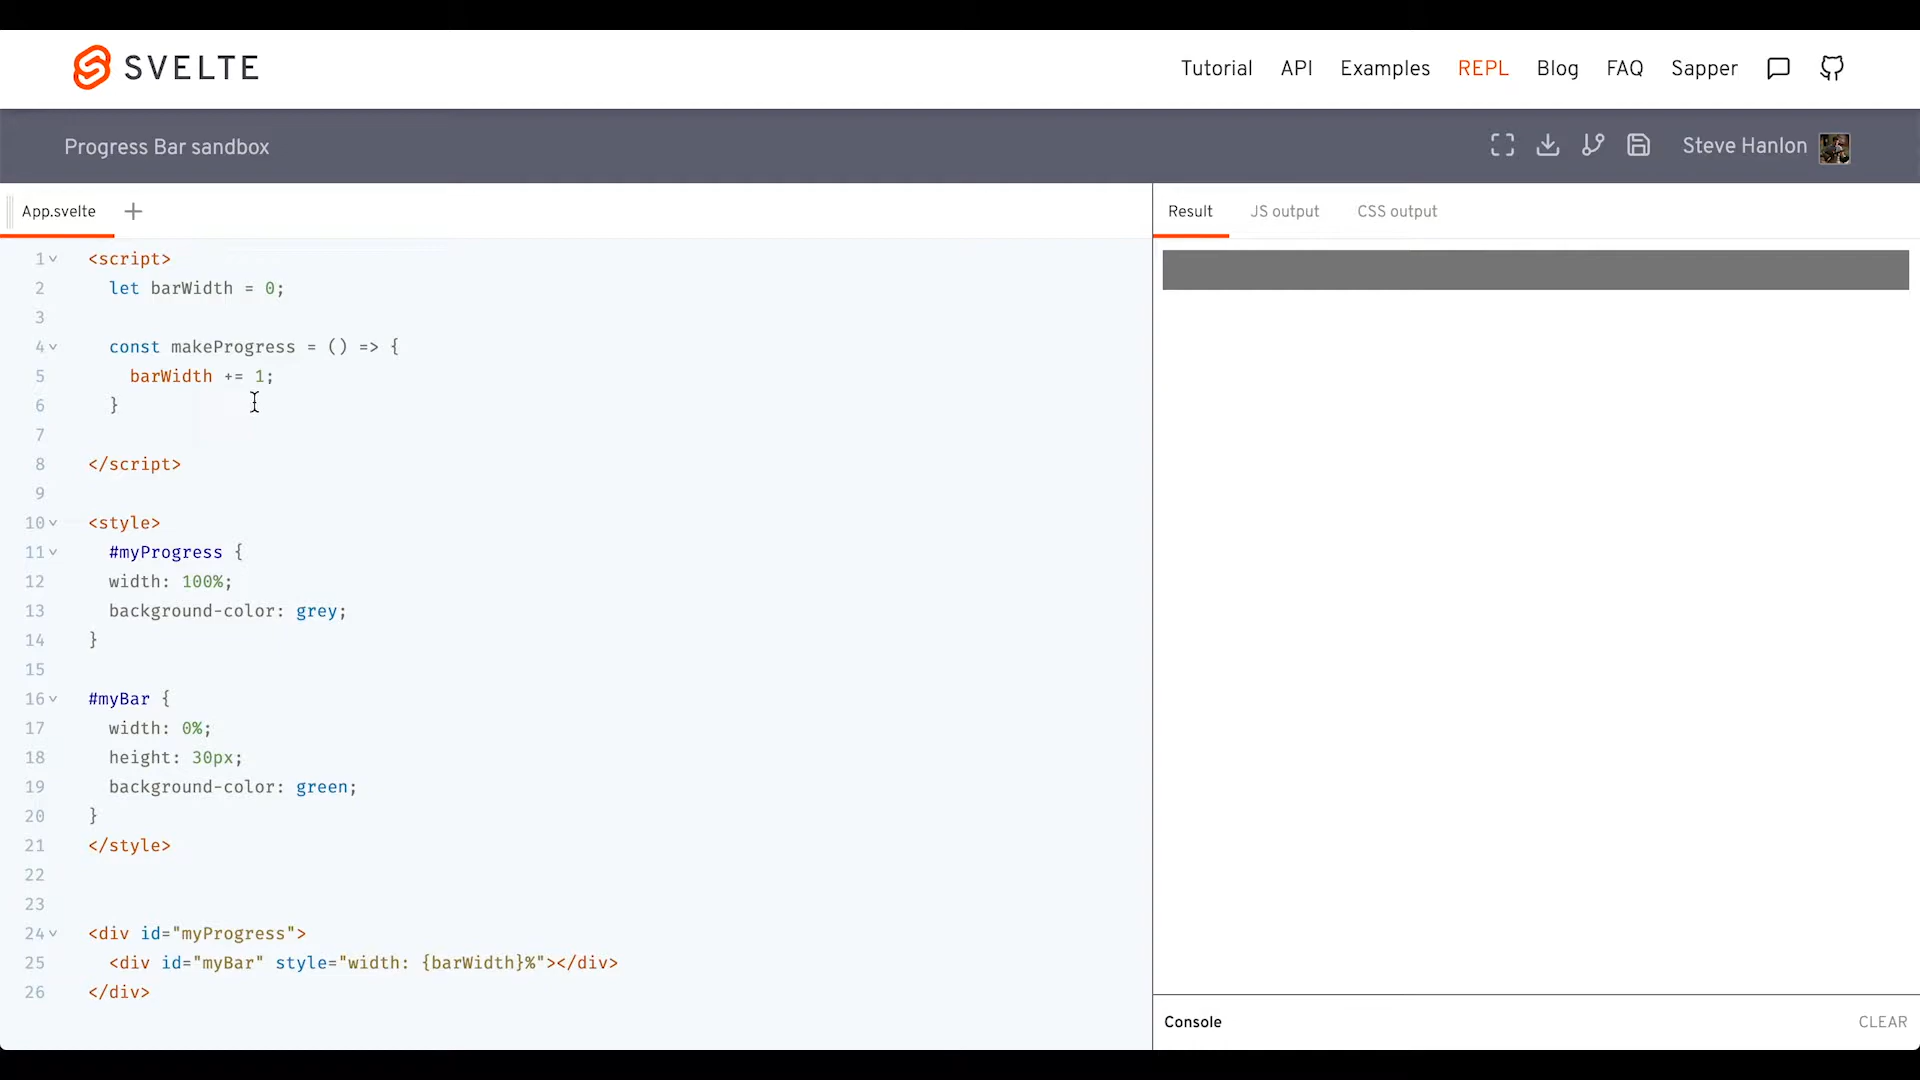 SVELTE
Tutorial API Examples REPL Blog FAQ Sapper
Progress Bar sandbox
Steve Hanlon
App.svelte +
Result JS output CSS output
1 <script>
2 let barWidth = 0;
3
4 const makeProgress = () => {
5 barWidth += 1;
6 }
7
8 </script>
9
10 <style>
11 #myProgress {
12 width: 100%;
13 background-color: grey;
14 }
15
16 #myBar {
17 width: 0%;
18 height: 30px;
19 background-color: green;
20 }
21 </style>
22
23
24 <div id="myProgress">
25 <div id="myBar" style="width: {barWidth}%"></div>
26 </div>
Console CLEAR